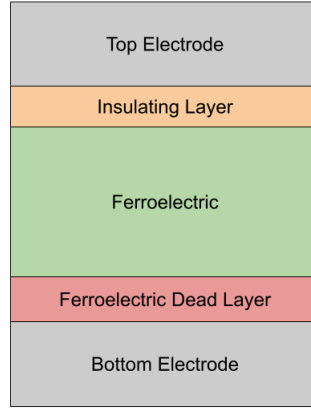 Top Electrode
Insulating Layer
Ferroelectric
Ferroelectric Dead Layer
Bottom Electrode